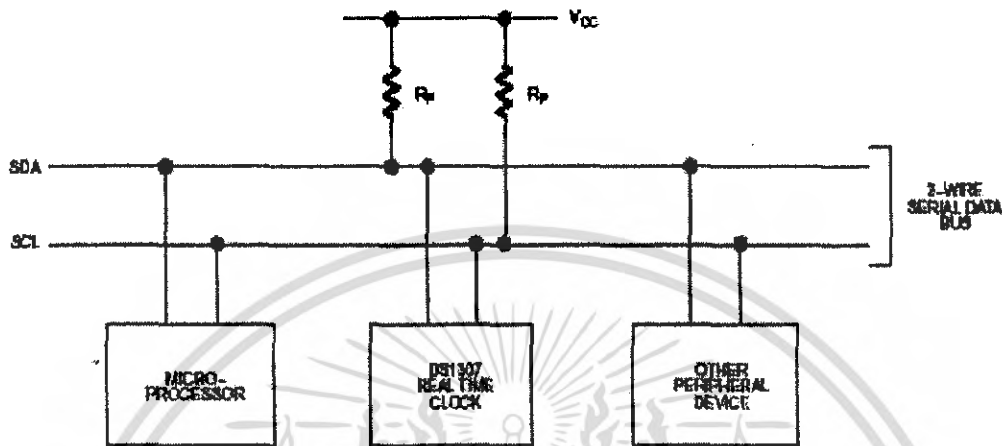 VCC
RP
RP
SDA
SCL
2-WIRE
SERIAL DATA
BUS
MICRO-
PROCESSOR
DS1307
REAL TIME
CLOCK
OTHER
PERIPHERAL
DEVICE